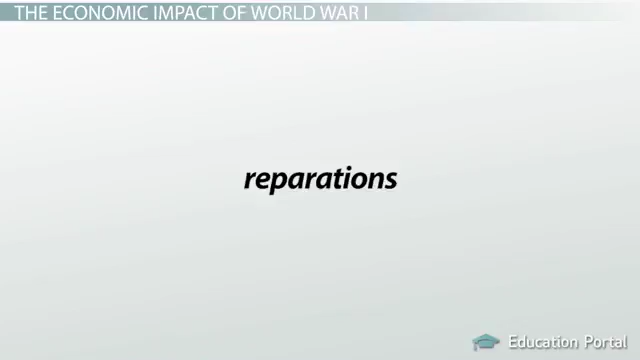 THE ECONOMIC IMPACT OF WORLD WAR I
reparations
Education Portal